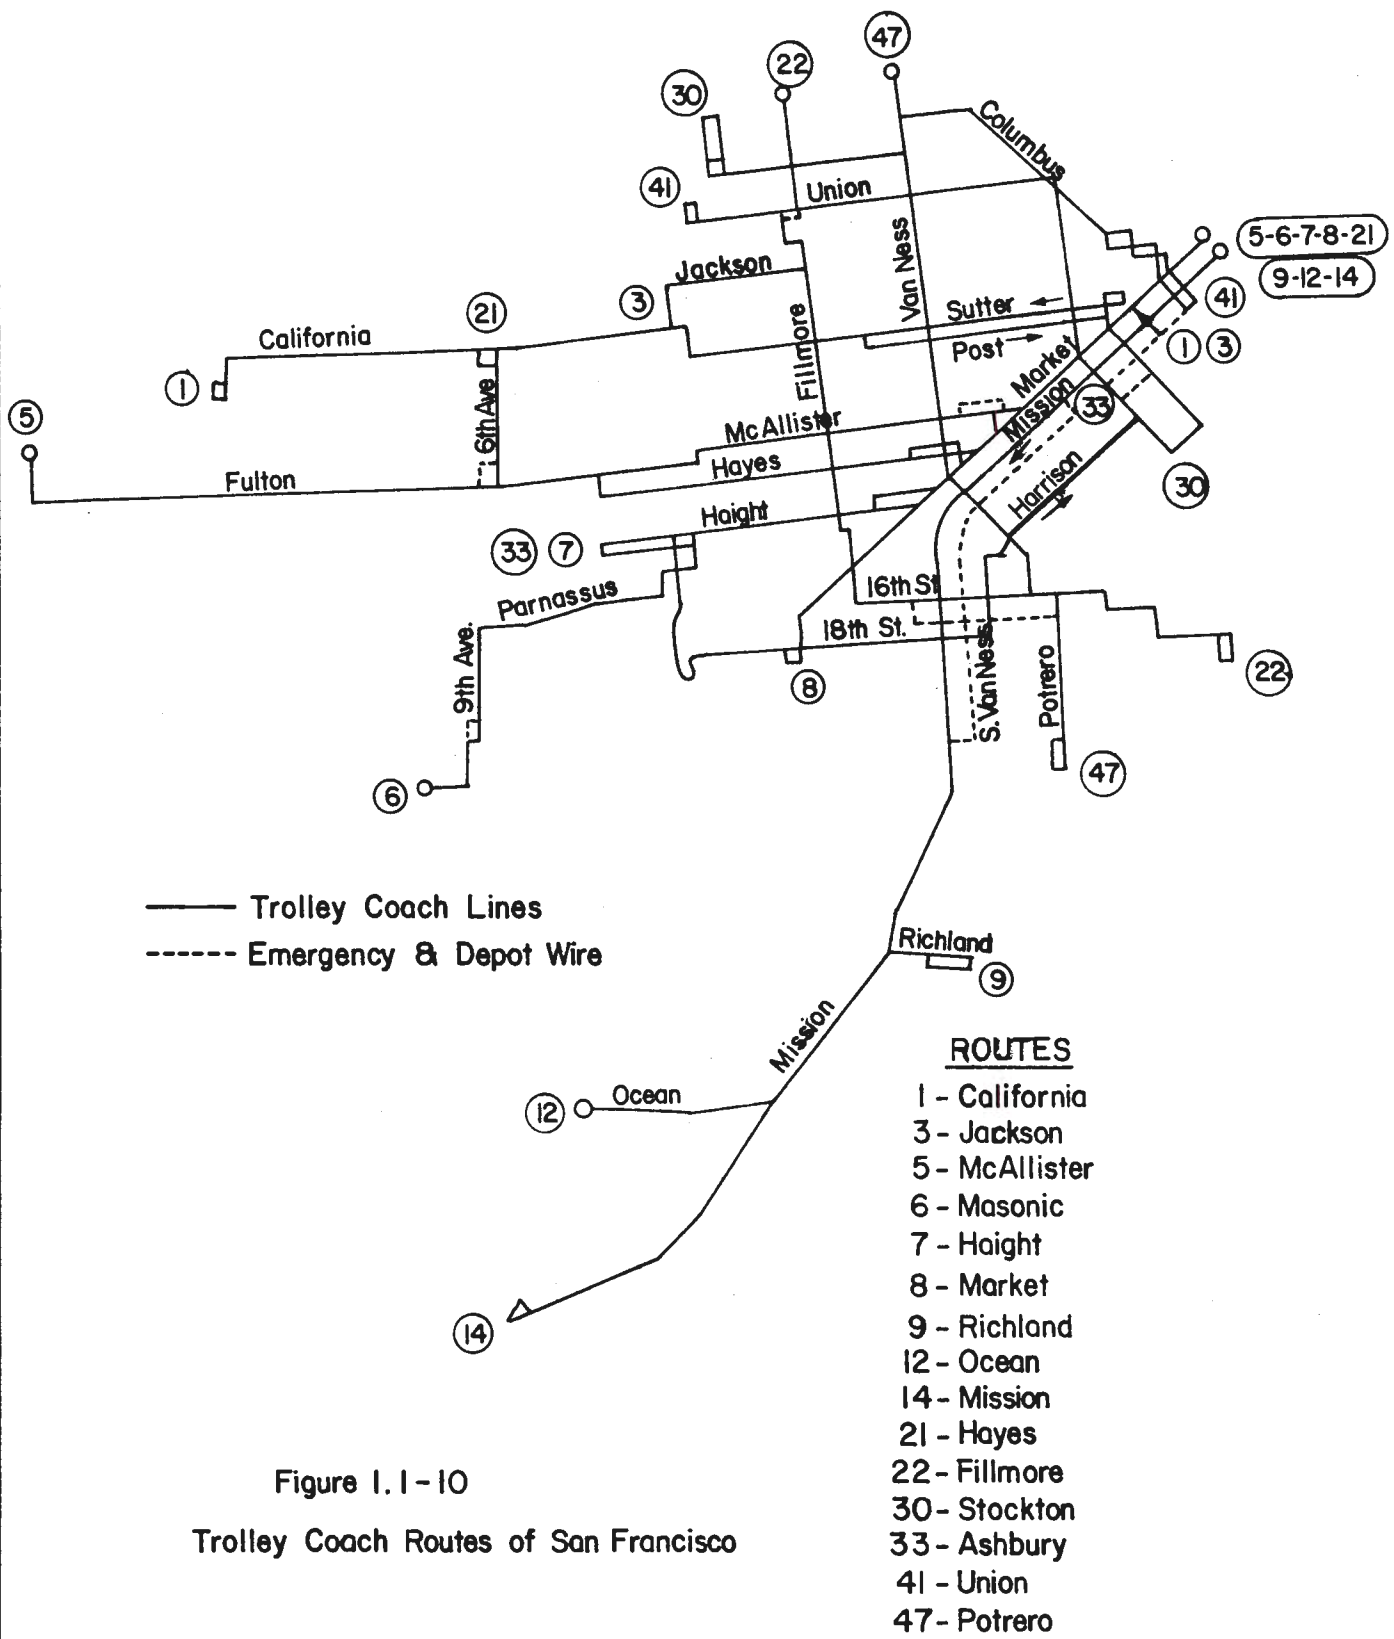 47
22
30
Columbus
41
Union
Van Ness
5-6-7-8-21
9-12-14
Jackson
3
21
Sutter
41
California
Fillmore
Post
1 3
Market
1
6th Ave
Mission
33
5
McAllister
Hayes
Fulton
Harrison
30
Haight
33 7
Parnassus
16th St
18th St.
9th Ave.
S. Van Ness
Potrero
22
8
47
6
Trolley Coach Lines
Emergency & Depot Wire
Richland
9
Mission
Ocean
12
14
ROUTES
1 - California
3 - Jackson
5 - McAllister
6 - Masonic
7 - Haight
8 - Market
9 - Richland
12 - Ocean
14 - Mission
21 - Hayes
22 - Fillmore
30 - Stockton
33 - Ashbury
41 - Union
47 - Potrero
Figure 1.1-10
Trolley Coach Routes of San Francisco